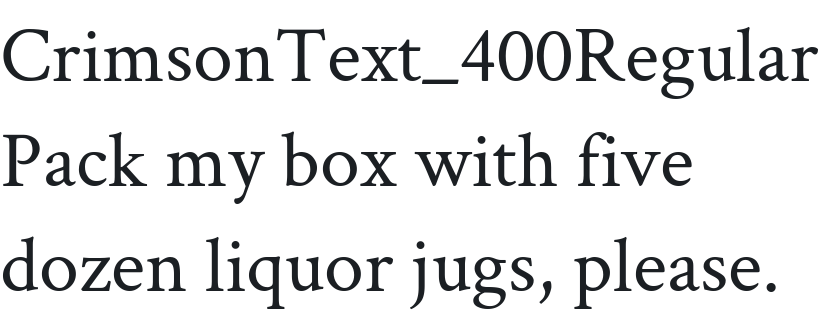 CrimsonText_400Regular
Pack my box with five
dozen liquor jugs, please.